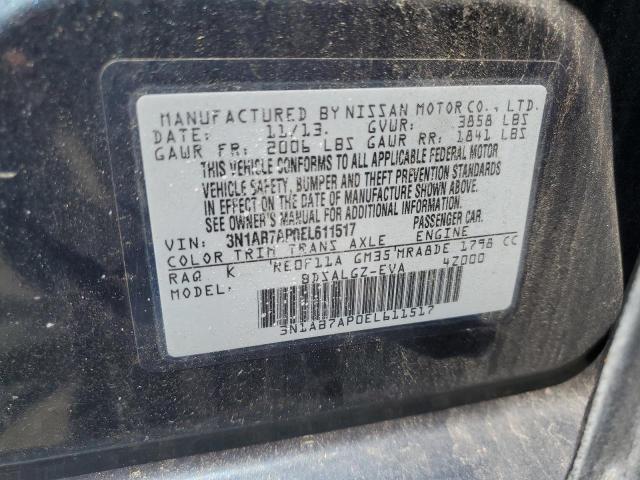 MANUFACTURED BY NISSAN MOTOR CO., LTD.
DATE: 11/13. GVWR: 3858 LBS
GAWR FR: 2006 LBS GAWR RR: 1841 LBS
THIS VEHICLE CONFORMS TO ALL APPLICABLE FEDERAL MOTOR
VEHICLE SAFETY, BUMPER AND THEFT PREVENTION STANDARDS
IN EFFECT ON THE DATE OF MANUFACTURE SHOWN ABOVE.
SEE OWNER'S MANUAL FOR ADDITIONAL INFORMATION.
VIN: 3N1AB7AP0EL611517 PASSENGER CAR.
COLOR TRIM TRANS AXLE ENGINE
RAQ K RE0F11A GM35 MRA8DE 1798 CC
MODEL: BDSALGZ-EVA 42000
3N1AB7AP0EL611517